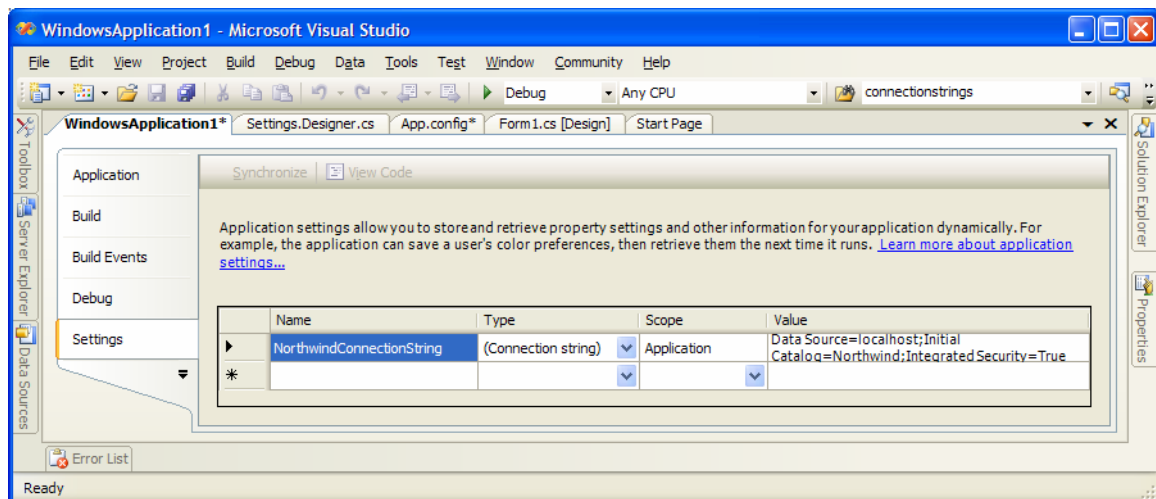 WindowsApplication1 - Microsoft Visual Studio
File Edit View Project Build Debug Data Tools Test Window Community Help
Debug Any CPU connectionstrings
WindowsApplication1* Settings.Designer.cs App.config* Form1.cs [Design] Start Page
Toolbox
Server Explorer
Data Sources
Application
Build
Build Events
Debug
Settings
Synchronize View Code
Application settings allow you to store and retrieve property settings and other information for your application dynamically. For
example, the application can save a user's color preferences, then retrieve them the next time it runs. Learn more about application
settings...
Name Type Scope Value
NorthwindConnectionString (Connection string) Application Data Source=localhost;Initial
Catalog=Northwind;Integrated Security=True
Solution Explorer
Properties
Error List
Ready